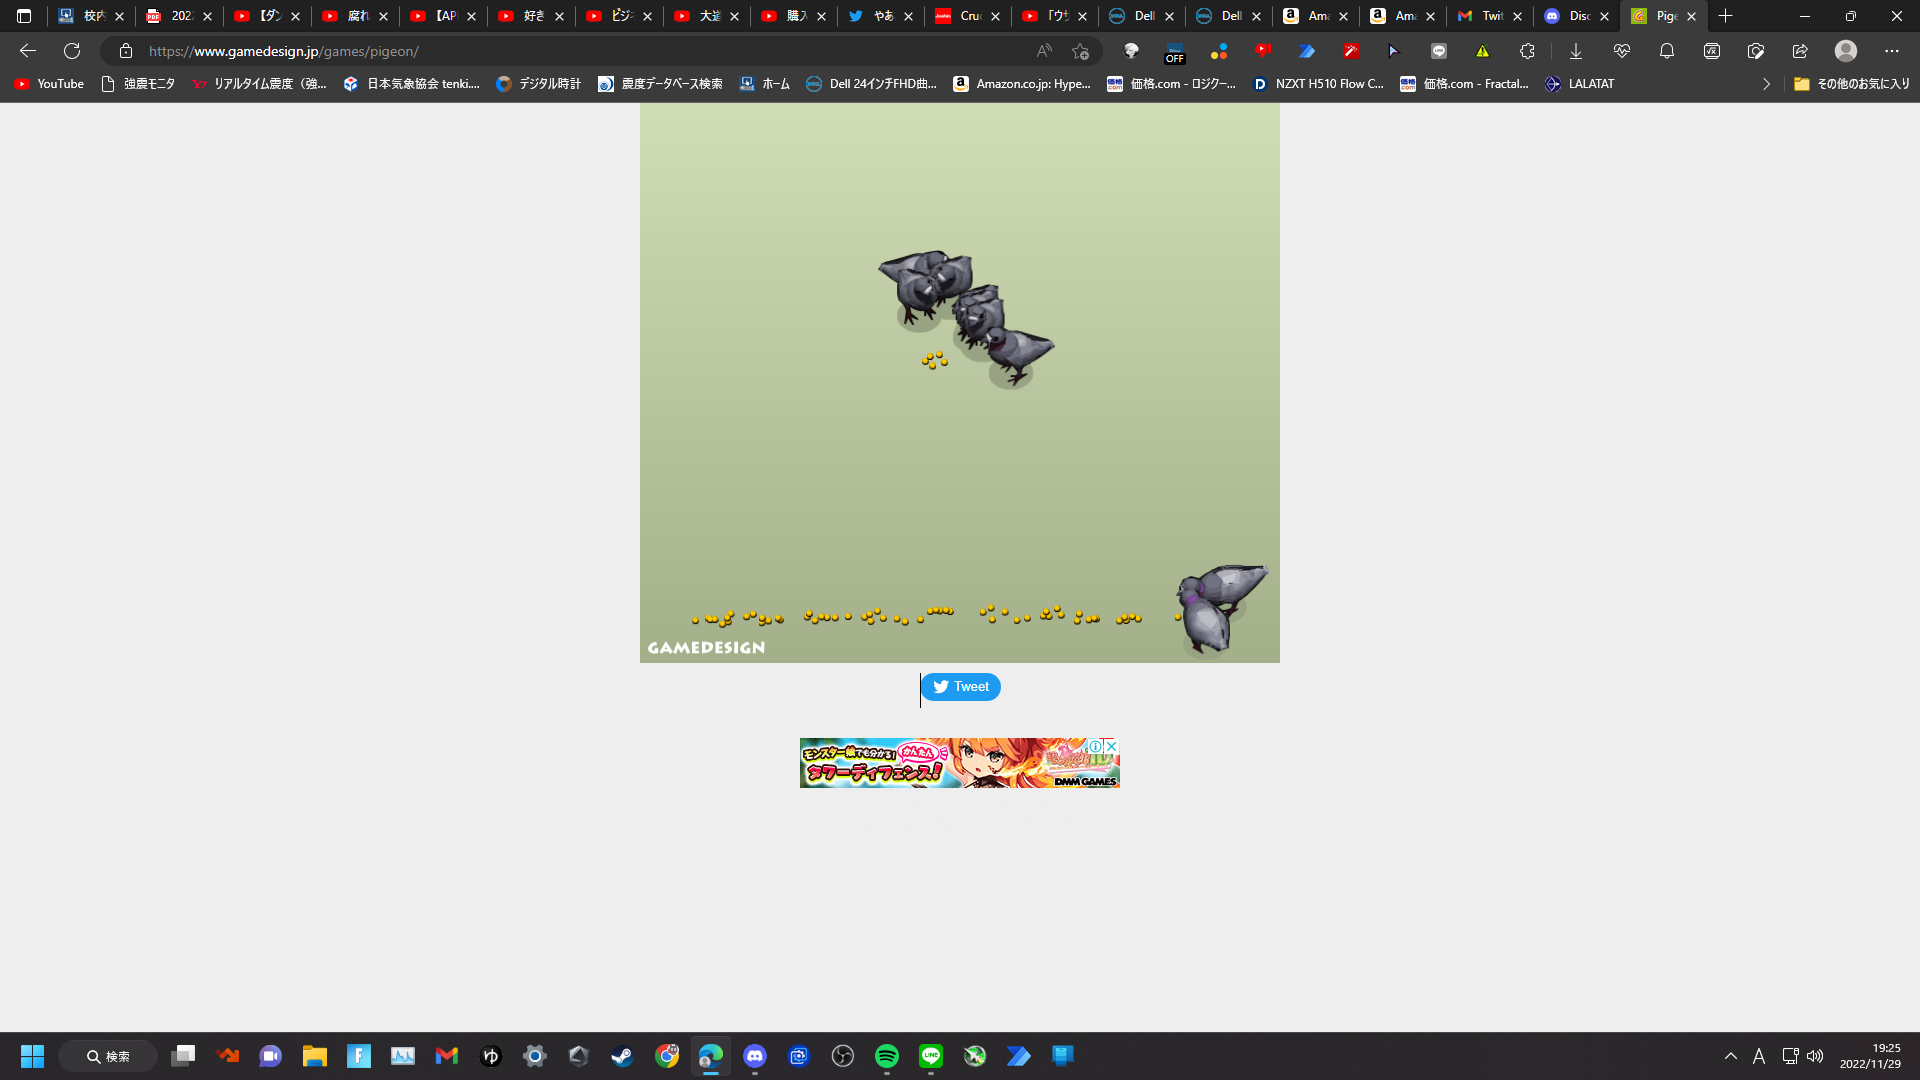 校内
202
【ダン
腐れ
【AP
好き
ビジネ
大進
購入
やあ
Cruc
「ウサ
Dell
Dell
Ama
Ama
Twit
Disc
Pige
https://www.gamedesign.jp/games/pigeon/
OFF
YouTube
強震モニタ
リアルタイム震度（強...
日本気象協会 tenki....
デジタル時計
震度データベース検索
ホーム
Dell 24インチFHD曲...
Amazon.co.jp: Hype...
価格.com - ロジクー...
NZXT H510 Flow C...
価格.com - Fractal...
LALATAT
その他のお気に入り
GAMEDESIGN
Tweet
モンスター娘でも分かる！
かんたん
タワーディフェンス！
DMM GAMES
検索
ゆ
LINE
A
19:25
2022/11/29